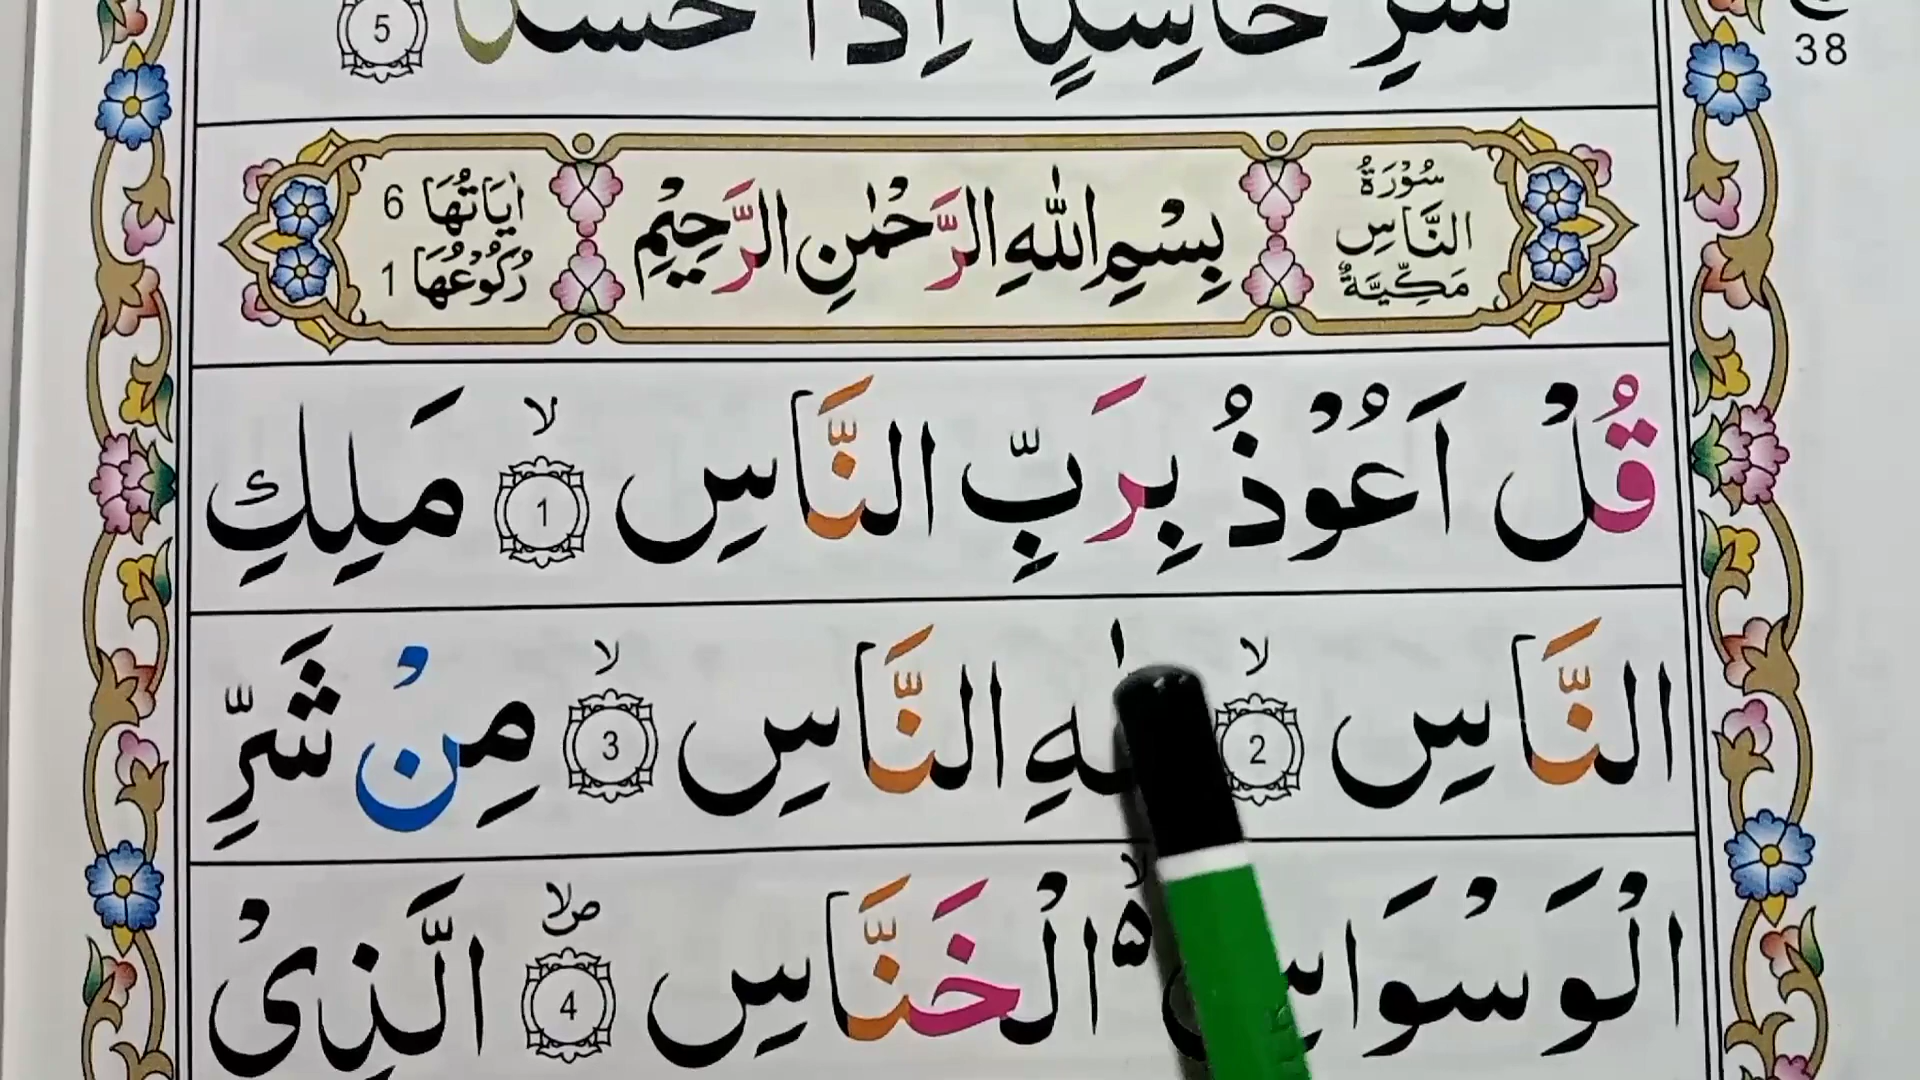 شَرِّ حَاسِدٍ اِذَا حَسَدَ 5
38
سُوْرَةُ النَّاسِ مَكِّيَّةٌ
بِسْمِ اللّٰهِ الرَّحْمٰنِ الرَّحِيْمِ
اٰيَاتُهَا 6
رُكُوْعُهَا 1
قُلْ اَعُوْذُ بِرَبِّ النَّاسِ ۙ 1 مَلِكِ
النَّاسِ ۙ 2 النَّاسِ ۙ 3 مِنْ شَرِّ
الْوَسْوَاسِ ۵ۙ الْخَنَّاسِ ۪ۙ 4 الَّذِيْ